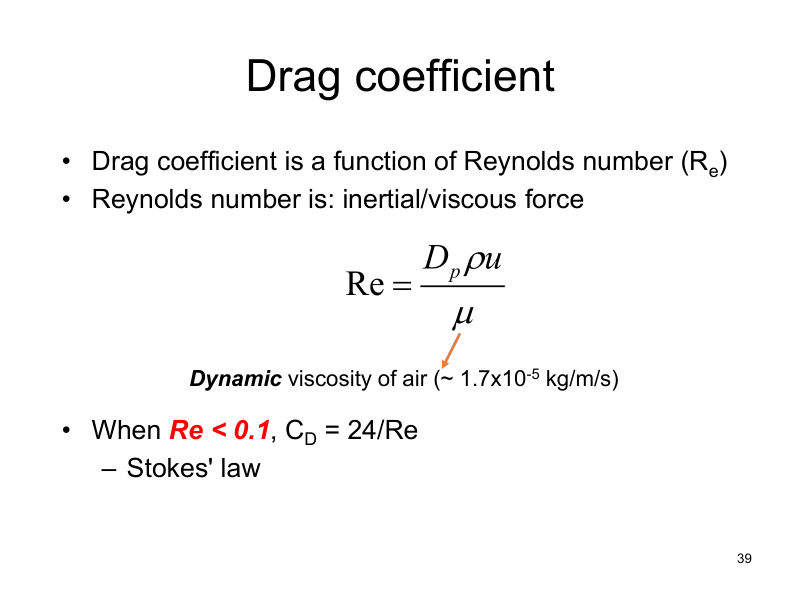 Drag coefficient
• Drag coefficient is a function of Reynolds number (Re)
• Reynolds number is: inertial/viscous force
Re = Dpρu / μ
Dynamic viscosity of air (~ 1.7x10-5 kg/m/s)
• When Re < 0.1, CD = 24/Re
– Stokes' law
39